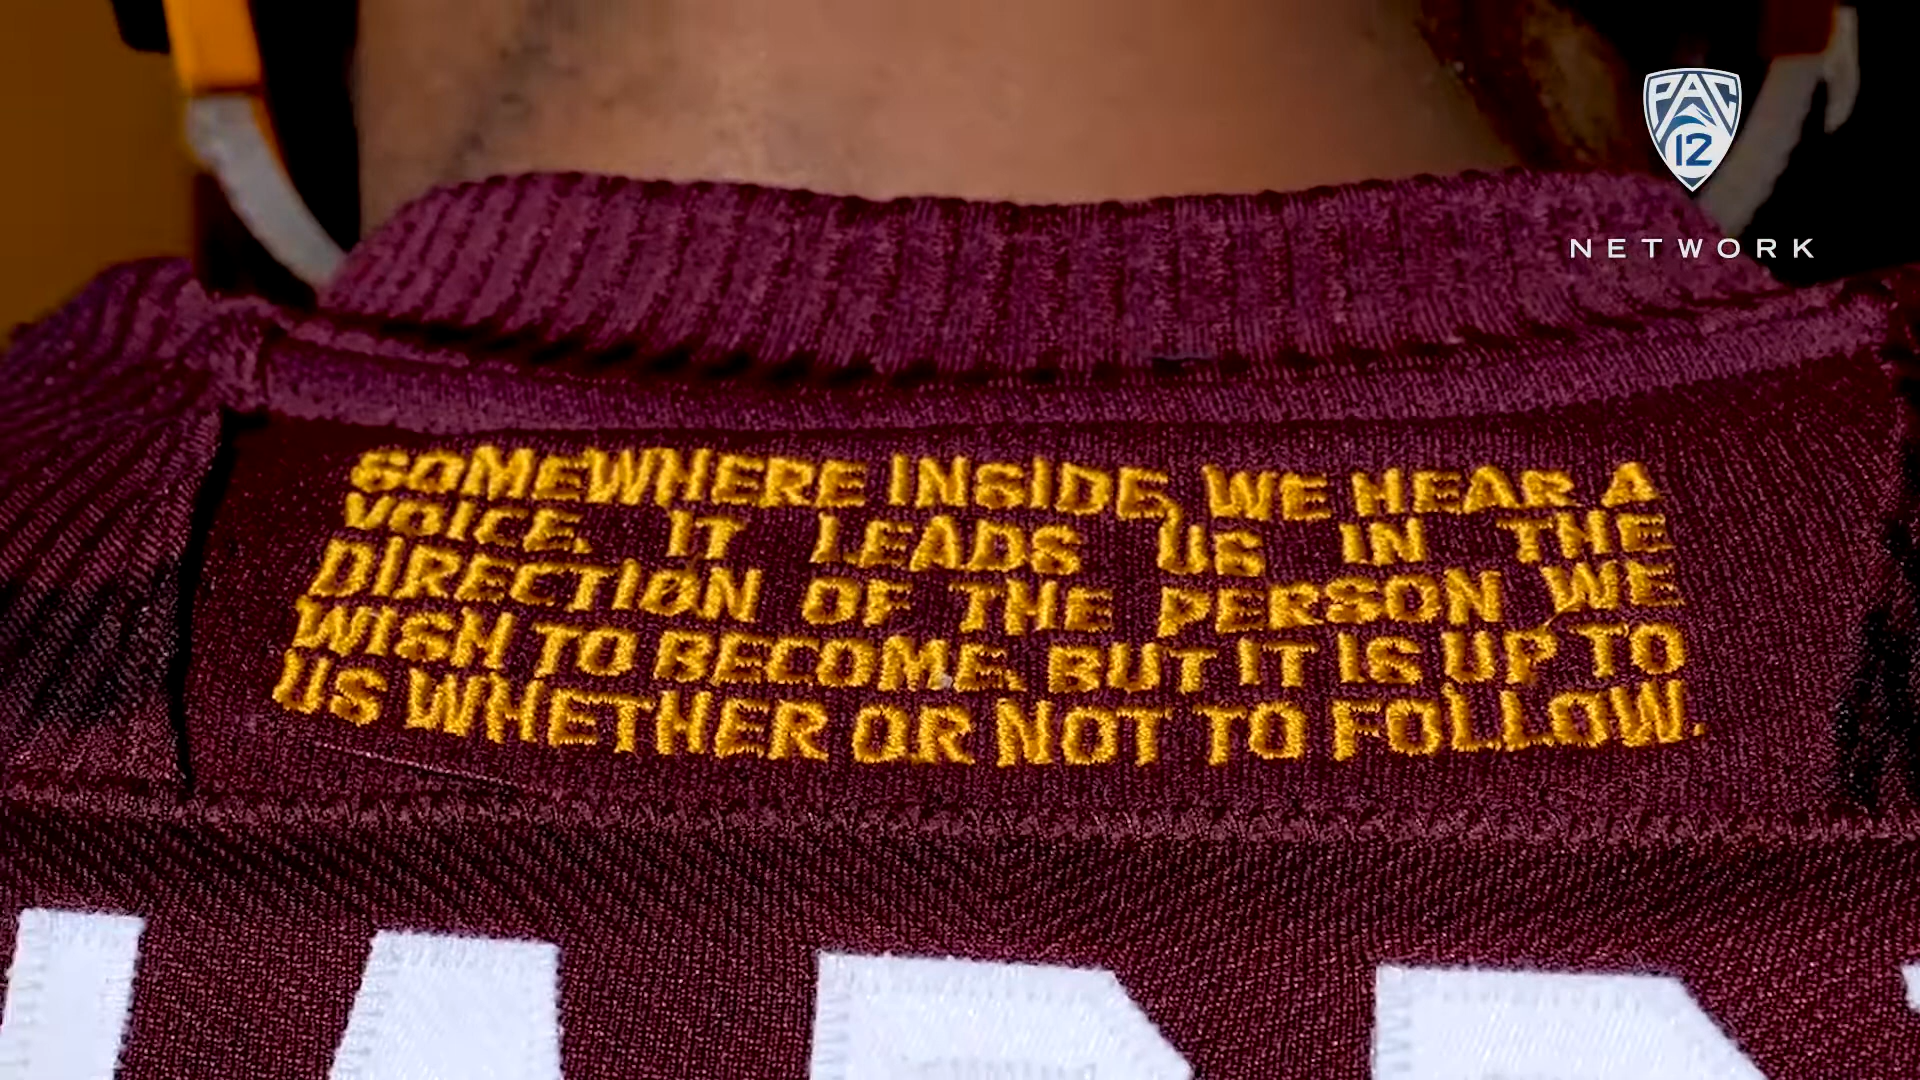 PAC
12
NETWORK
SOMEWHERE INSIDE, WE HEAR A
VOICE. IT LEADS US IN THE
DIRECTION OF THE PERSON WE
WISH TO BECOME. BUT IT IS UP TO
US WHETHER OR NOT TO FOLLOW.